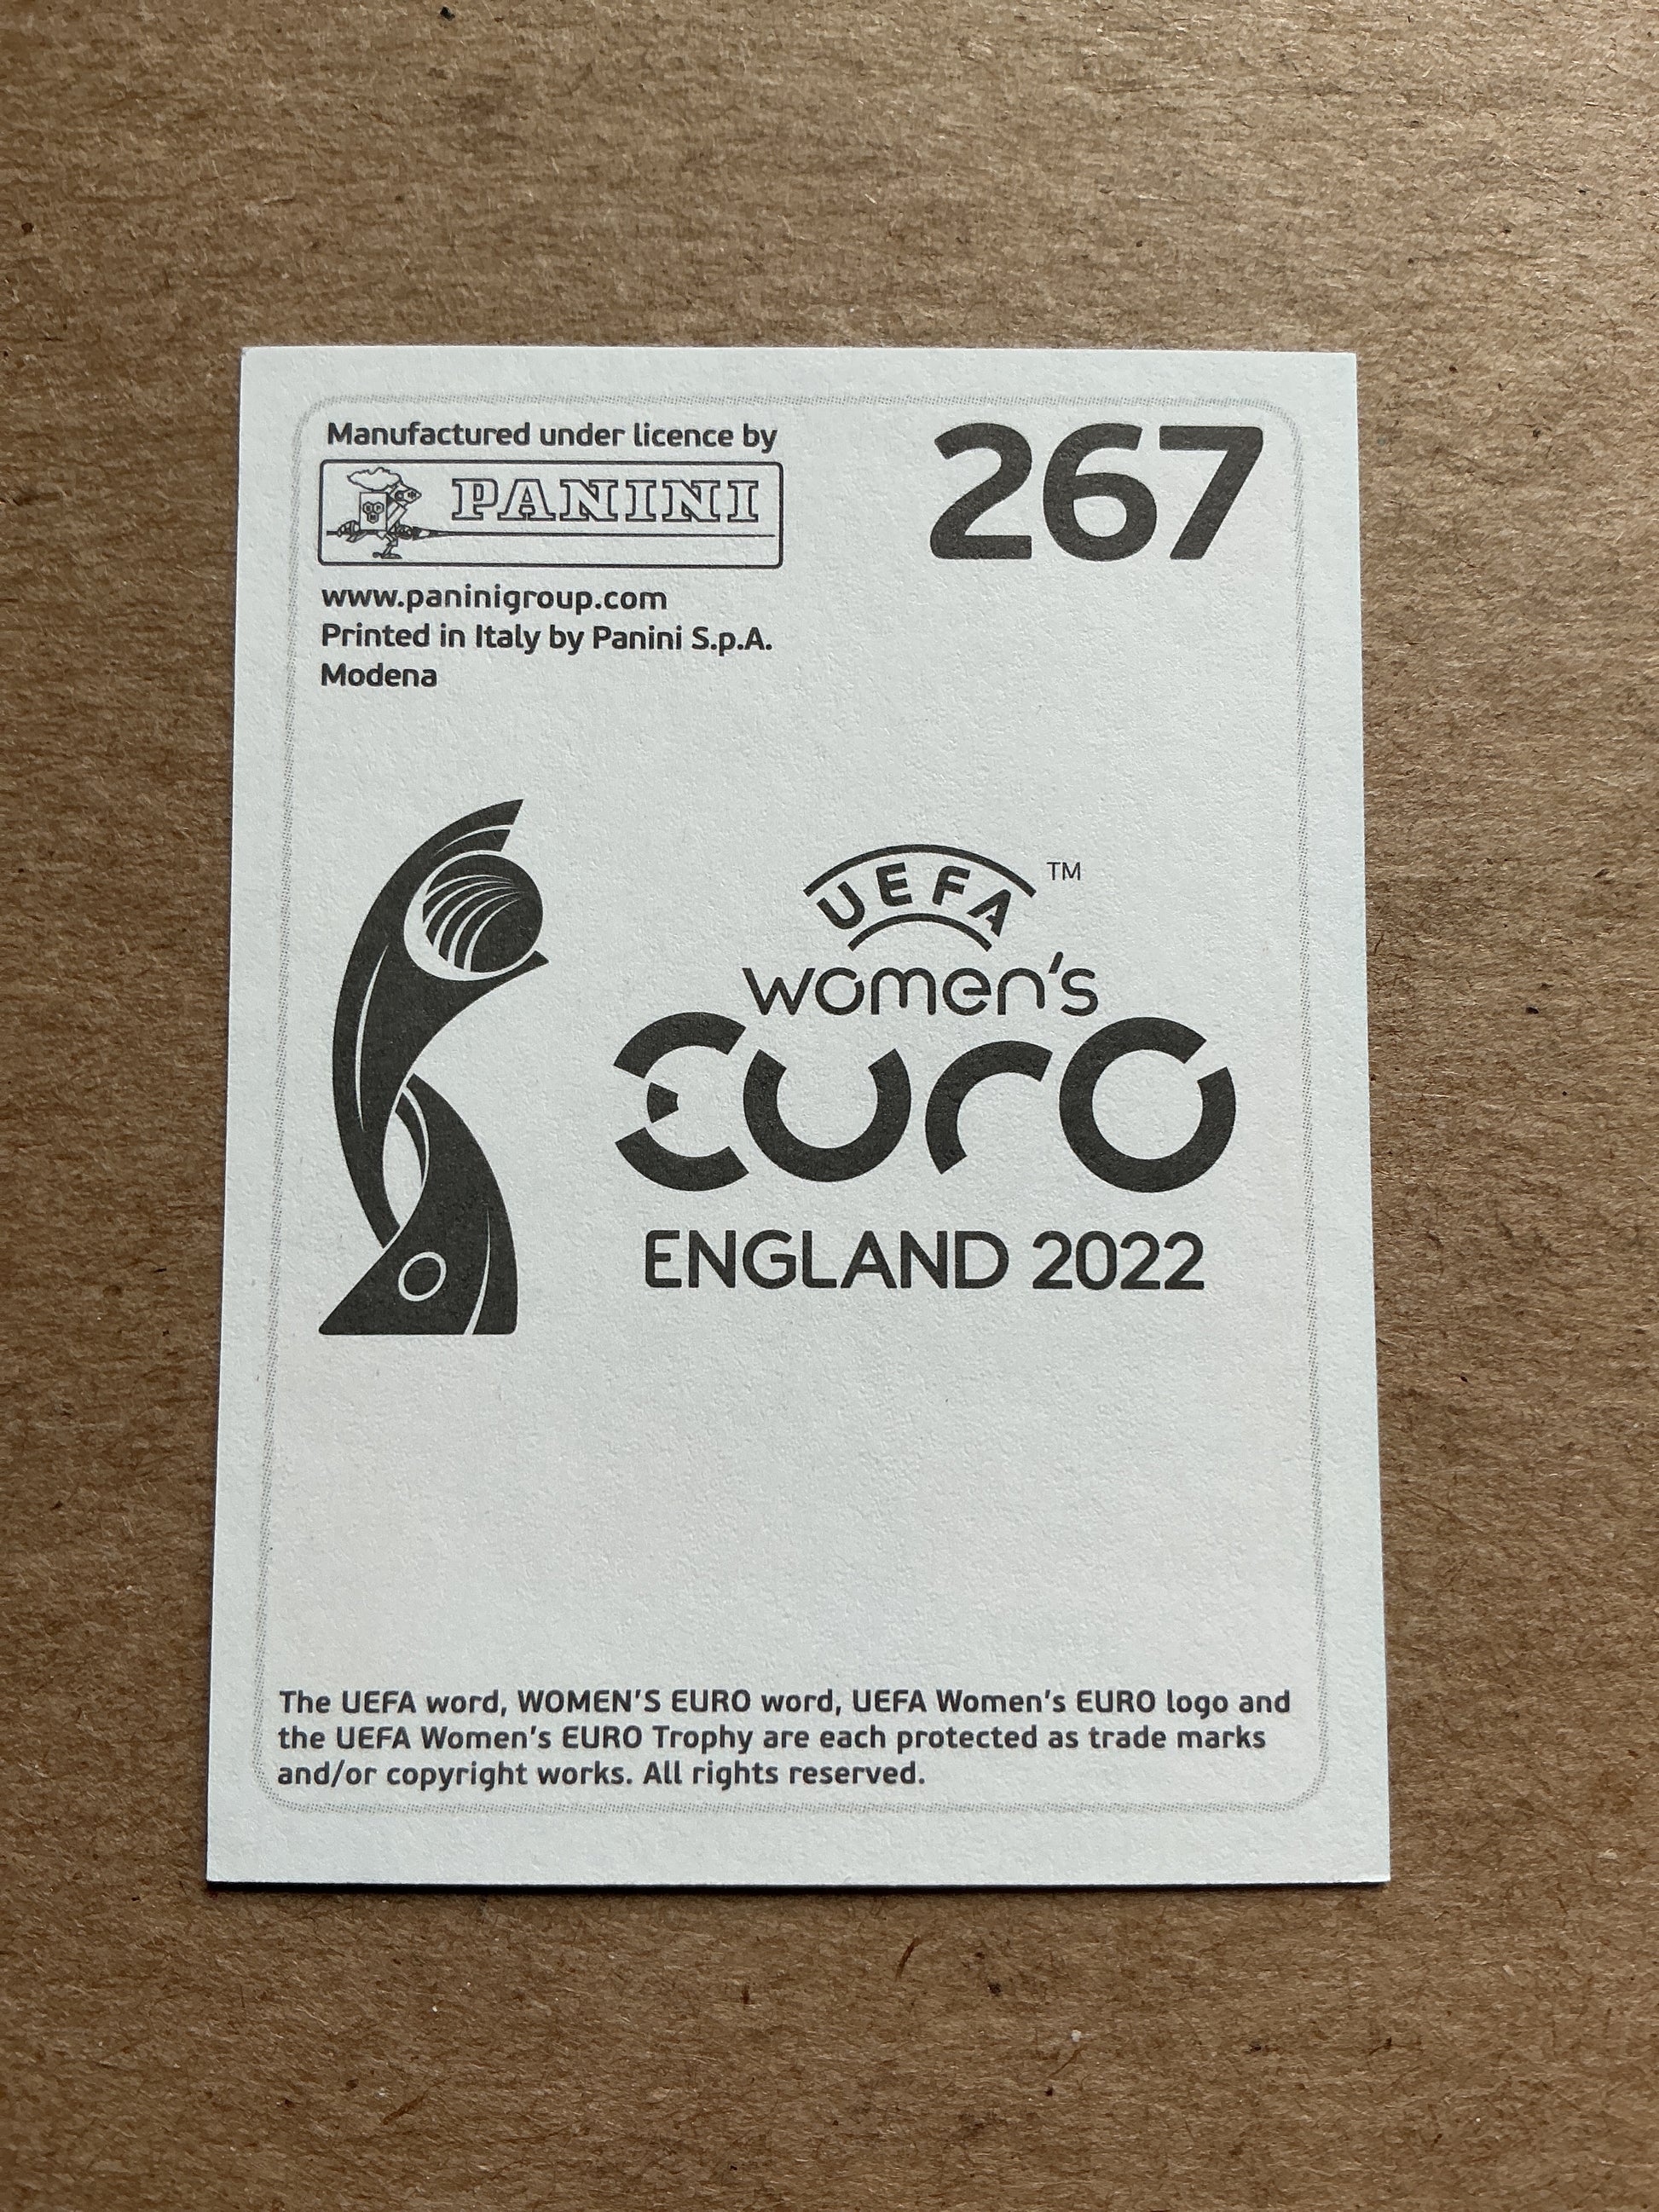 Manufactured under licence by
267
PANINI
www.paninigroup.com
Printed in Italy by Panini S.p.A.
Modena
UEFA TM
women's
EURO
ENGLAND 2022
The UEFA word, WOMEN'S EURO word, UEFA Women's EURO logo and
the UEFA Women's EURO Trophy are each protected as trade marks
and/or copyright works. All rights reserved.